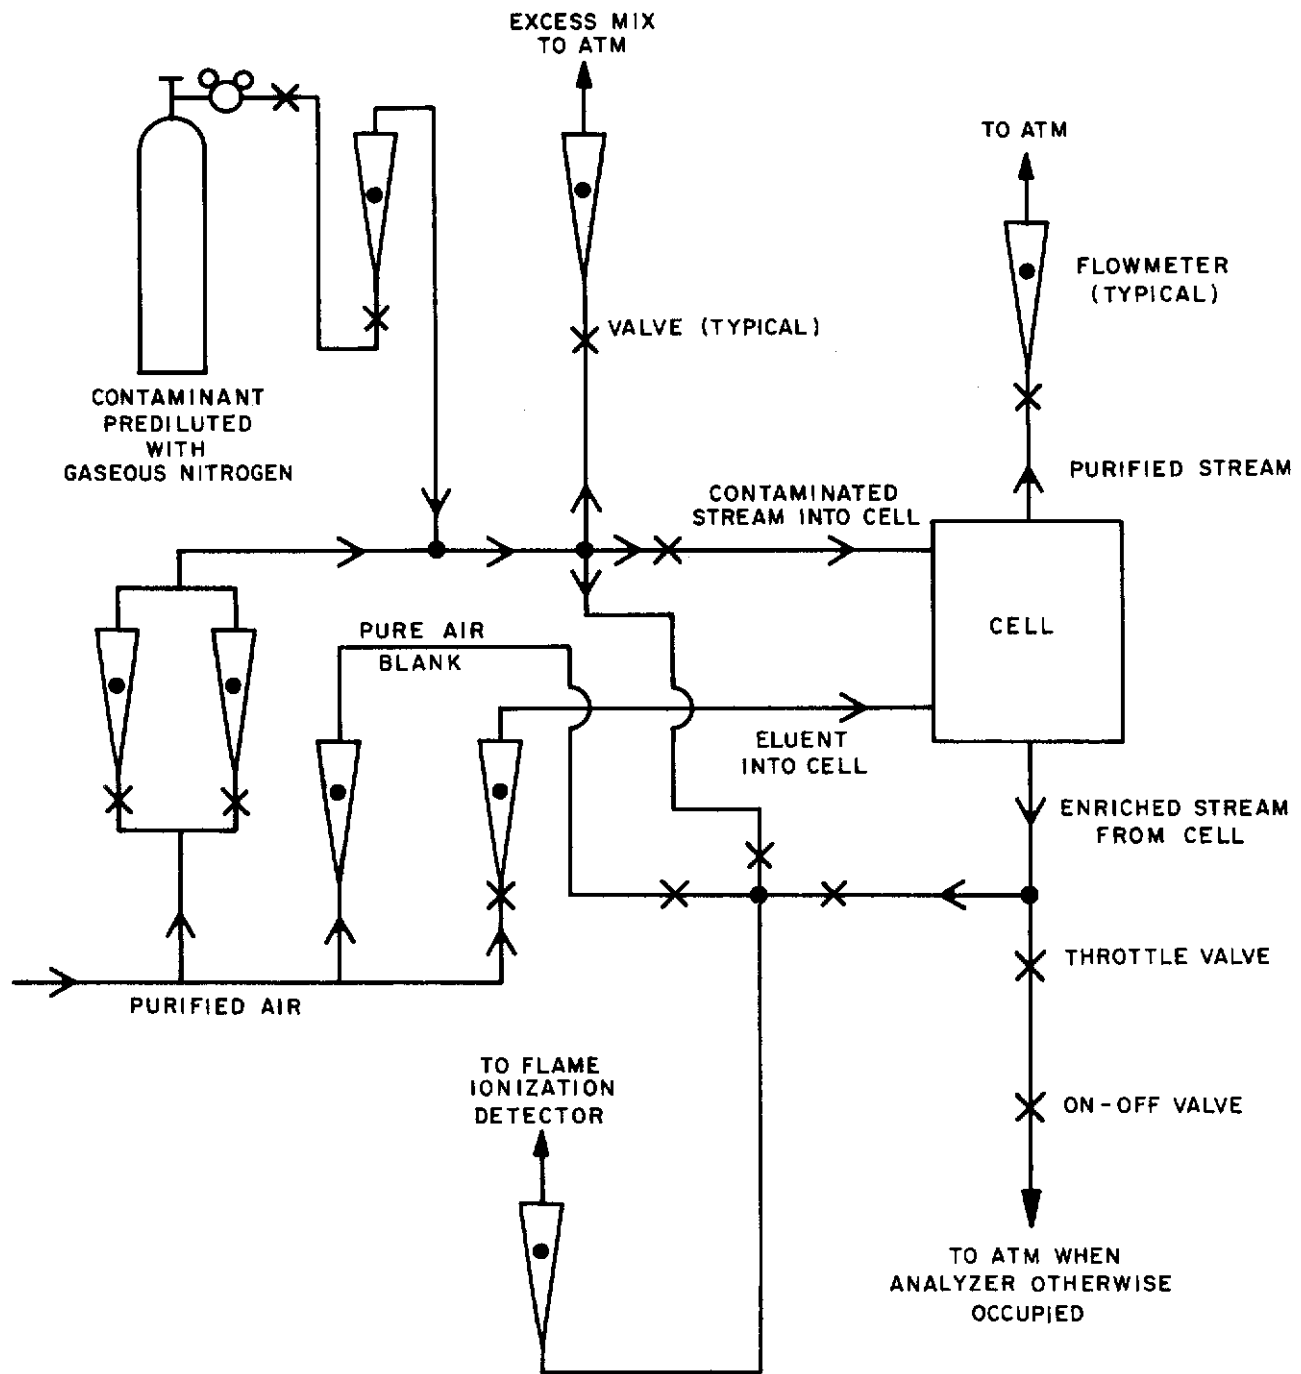 EXCESS MIX
TO ATM
TO ATM
FLOWMETER
(TYPICAL)
VALVE (TYPICAL)
CONTAMINANT
PREDILUTED
WITH
GASEOUS NITROGEN
PURIFIED STREAM
CONTAMINATED
STREAM INTO CELL
CELL
PURE AIR
BLANK
ELUENT
INTO CELL
ENRICHED STREAM
FROM CELL
THROTTLE VALVE
PURIFIED AIR
TO FLAME
IONIZATION
DETECTOR
ON-OFF VALVE
TO ATM WHEN
ANALYZER OTHERWISE
OCCUPIED